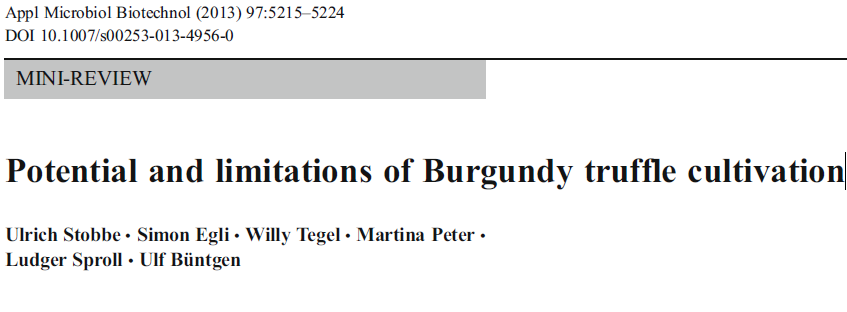 Appl Microbiol Biotechnol (2013) 97:5215–5224
DOI 10.1007/s00253-013-4956-0
MINI-REVIEW
Potential and limitations of Burgundy truffle cultivation
Ulrich Stobbe · Simon Egli · Willy Tegel · Martina Peter ·
Ludger Sproll · Ulf Büntgen